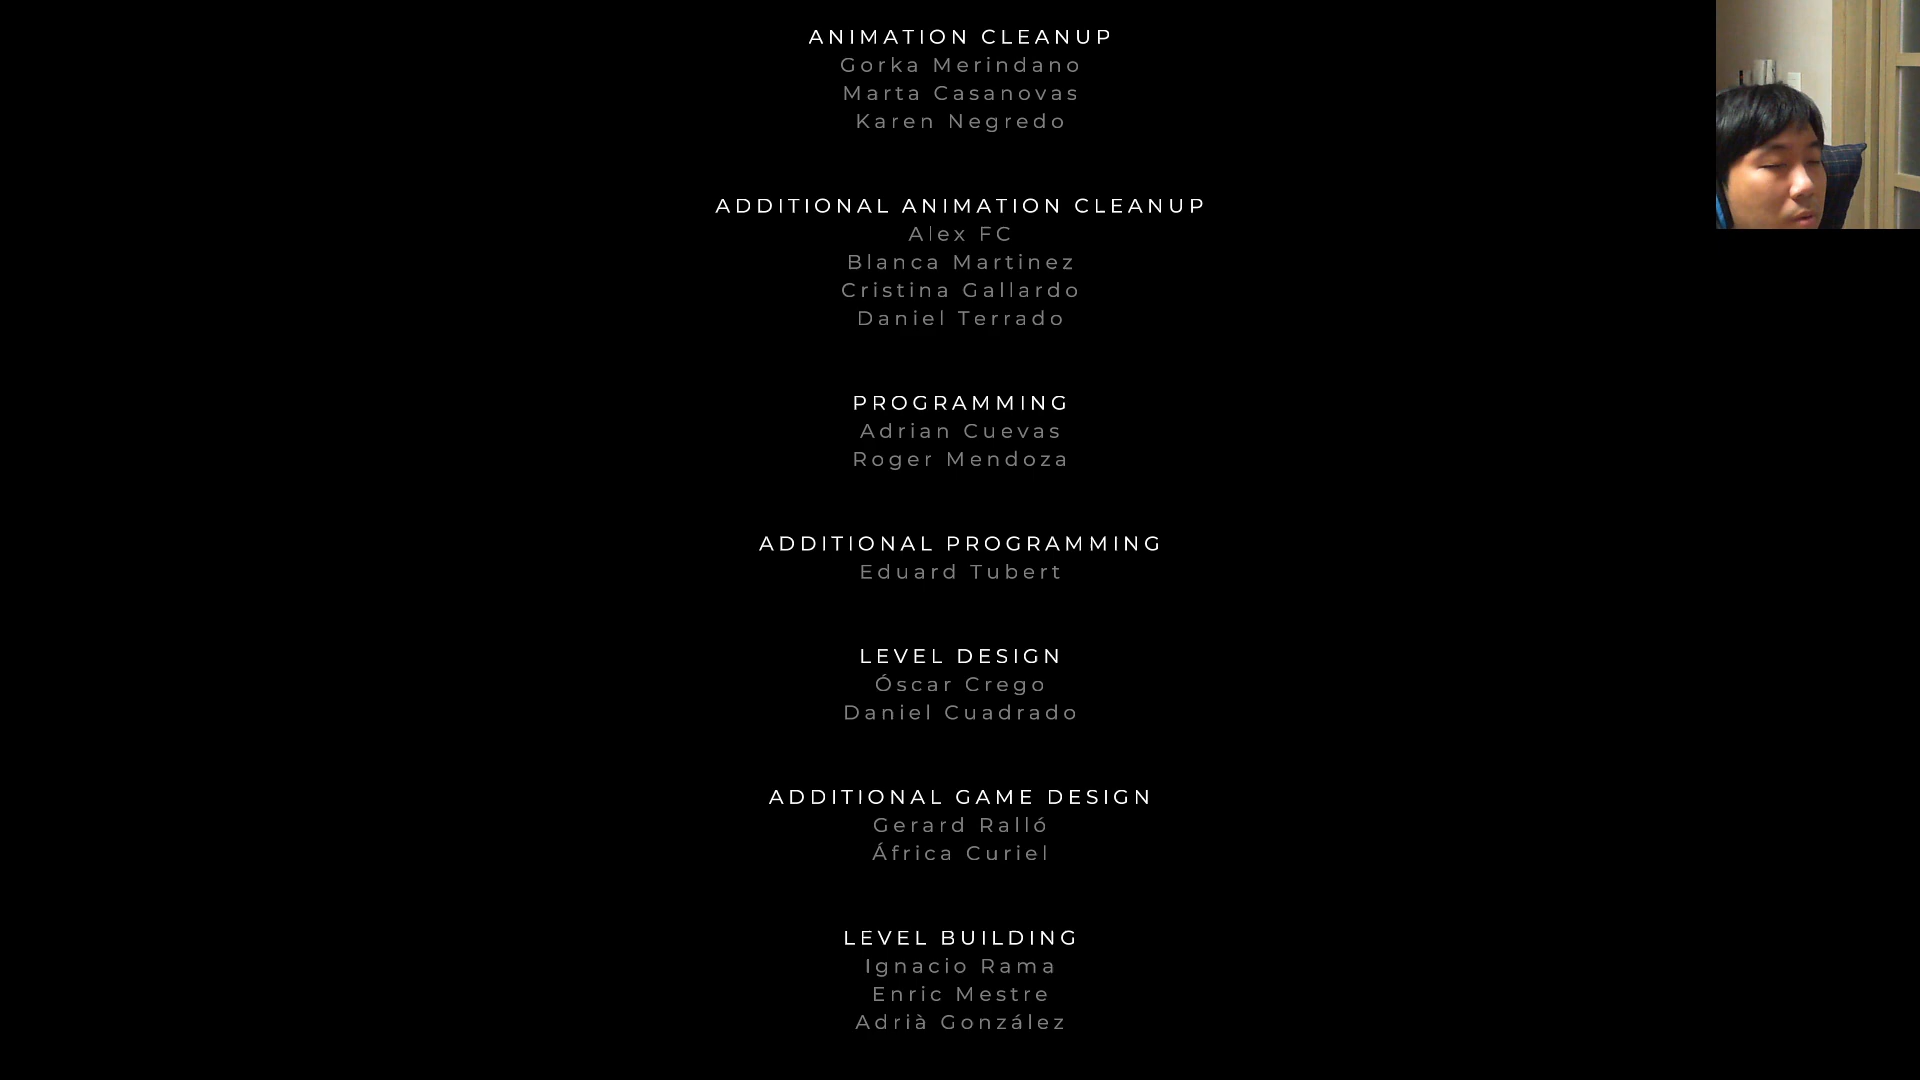 ANIMATION CLEANUP
Gorka Merindano
Marta Casanovas
Karen Negredo
ADDITIONAL ANIMATION CLEANUP
Alex FC
Blanca Martinez
Cristina Gallardo
Daniel Terrado
PROGRAMMING
Adrian Cuevas
Roger Mendoza
ADDITIONAL PROGRAMMING
Eduard Tubert
LEVEL DESIGN
Óscar Crego
Daniel Cuadrado
ADDITIONAL GAME DESIGN
Gerard Ralló
África Curiel
LEVEL BUILDING
Ignacio Rama
Enric Mestre
Adrià González